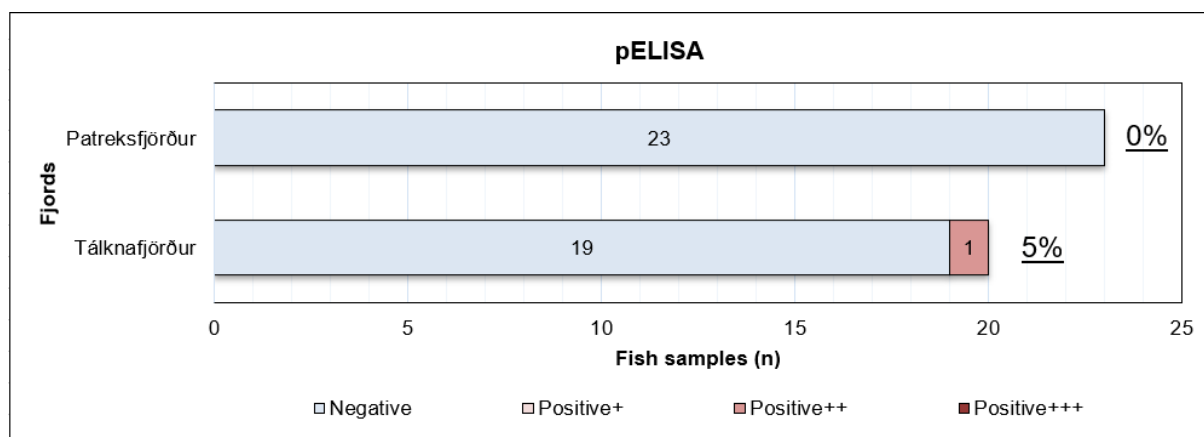 pELISA
Patreksfjörður
23
0%
Fjords
Tálknafjörður
19
1
5%
0 5 10 15 20 25
Fish samples (n)
Negative Positive+ Positive++ Positive+++